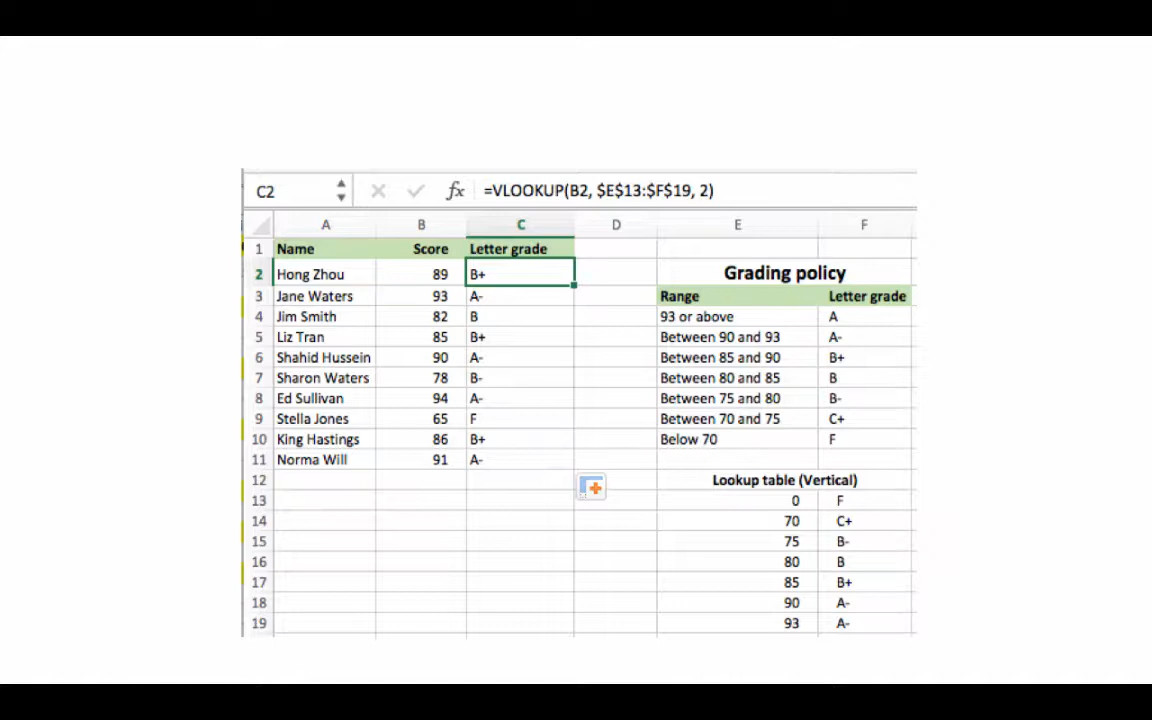 C2 fx =VLOOKUP(B2, $E$13:$F$19, 2)
A B C D E F
1 Name Score Letter grade
2 Hong Zhou 89 B+ Grading policy
3 Jane Waters 93 A- Range Letter grade
4 Jim Smith 82 B 93 or above A
5 Liz Tran 85 B+ Between 90 and 93 A-
6 Shahid Hussein 90 A- Between 85 and 90 B+
7 Sharon Waters 78 B- Between 80 and 85 B
8 Ed Sullivan 94 A- Between 75 and 80 B-
9 Stella Jones 65 F Between 70 and 75 C+
10 King Hastings 86 B+ Below 70 F
11 Norma Will 91 A-
12 Lookup table (Vertical)
13 0 F
14 70 C+
15 75 B-
16 80 B
17 85 B+
18 90 A-
19 93 A-